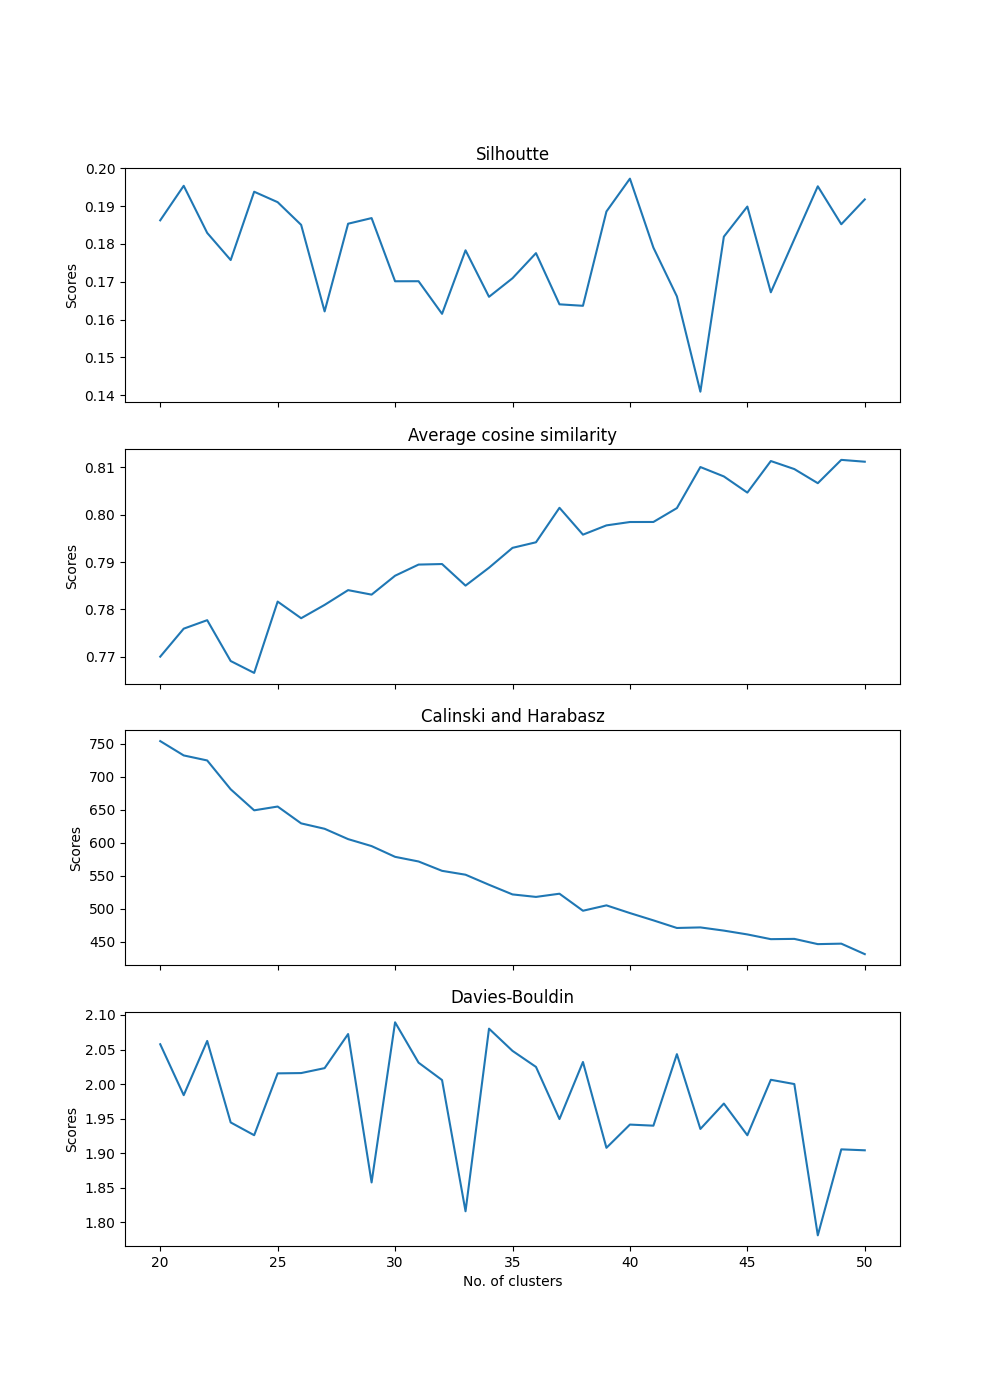 Silhoutte
Scores
0.20
0.19
0.18
0.17
0.16
0.15
0.14
Average cosine similarity
Scores
0.81
0.80
0.79
0.78
0.77
Calinski and Harabasz
Scores
750
700
650
600
550
500
450
Davies-Bouldin
Scores
2.10
2.05
2.00
1.95
1.90
1.85
1.80
20 25 30 35 40 45 50
No. of clusters